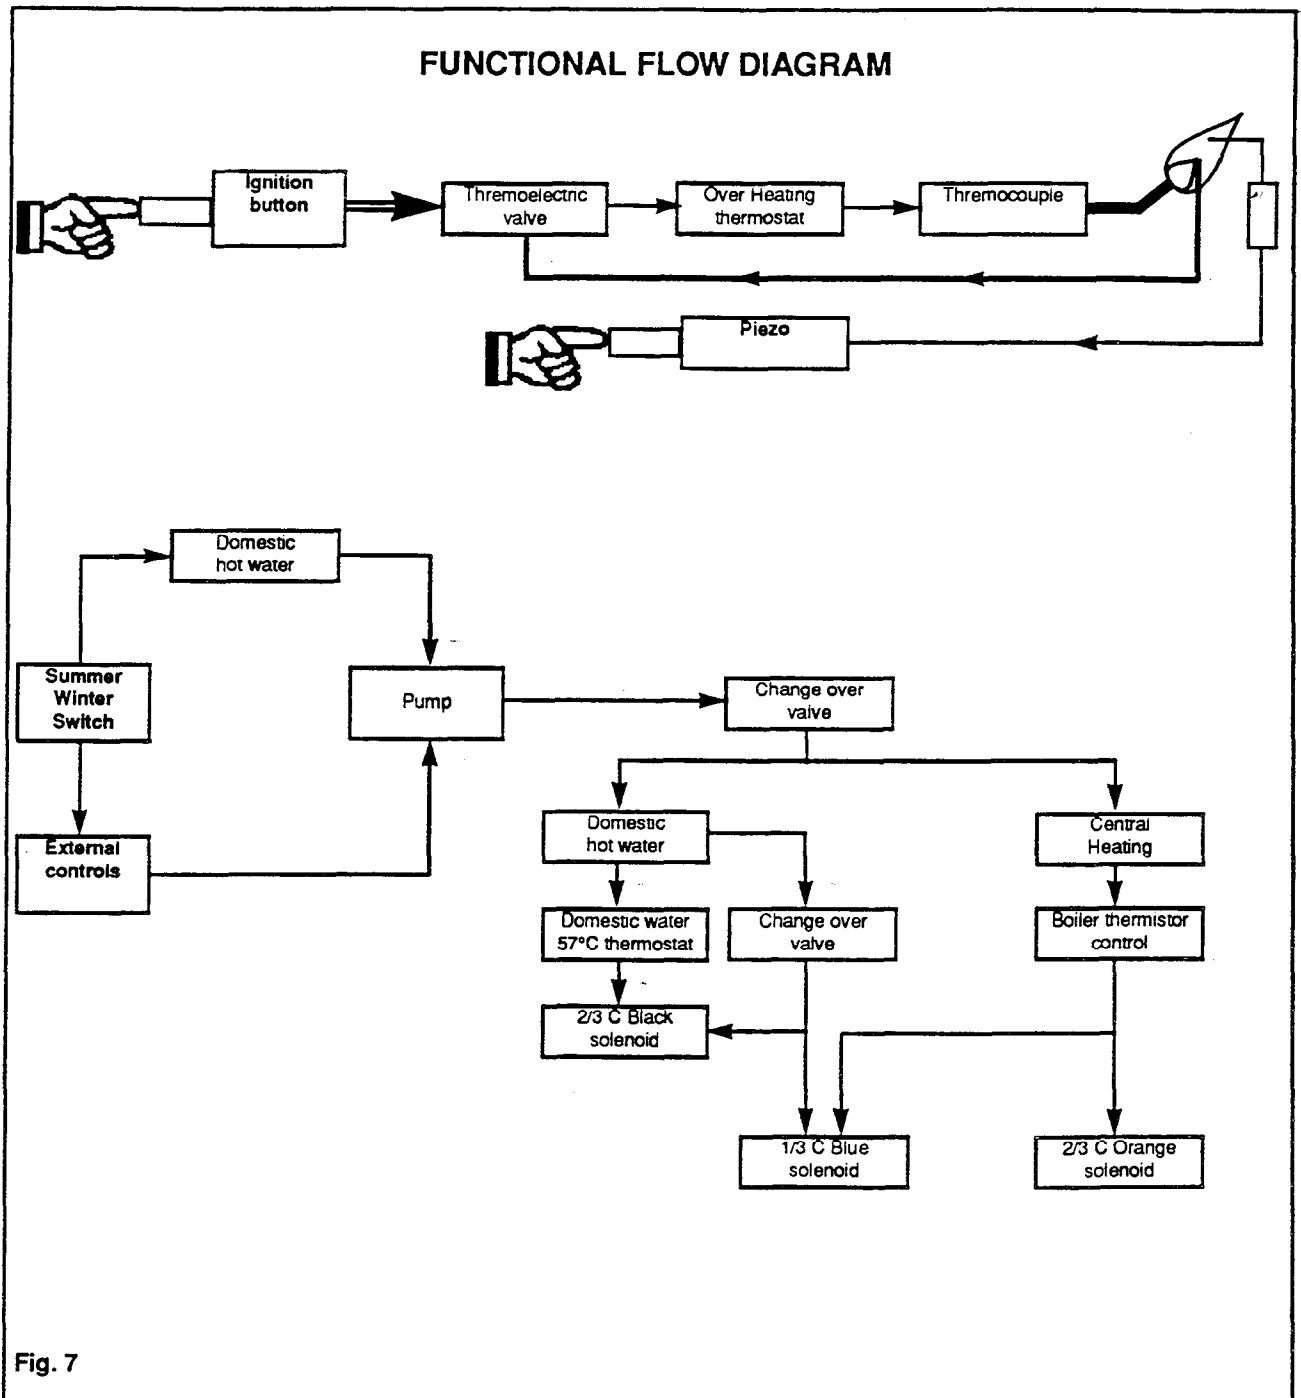 FUNCTIONAL FLOW DIAGRAM
Ignition
button
Thremoelectric
valve
Over Heating
thermostat
Thremocouple
Piezo
Domestic
hot water
Summer
Winter
Switch
Pump
Change over
valve
External
controls
Domestic
hot water
Central
Heating
Domestic water
57°C thermostat
Change over
valve
Boiler thermistor
control
2/3 C Black
solenoid
1/3 C Blue
solenoid
2/3 C Orange
solenoid
Fig. 7